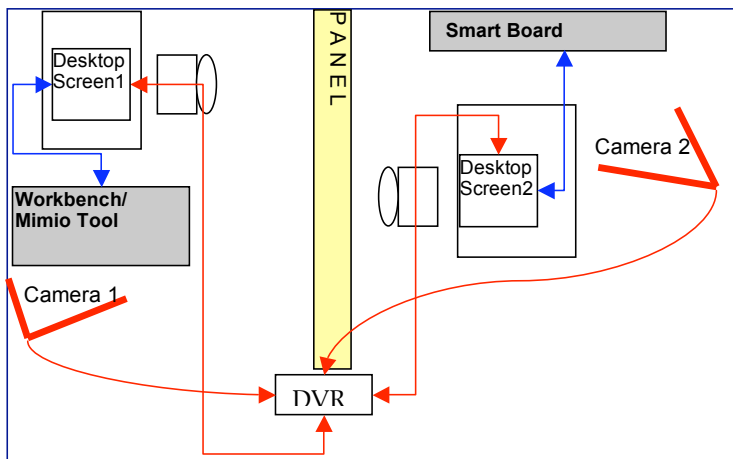 Desktop
Screen1
PANEL
Smart Board
Camera 2
Desktop
Screen2
Workbench/
Mimio Tool
Camera 1
DVR